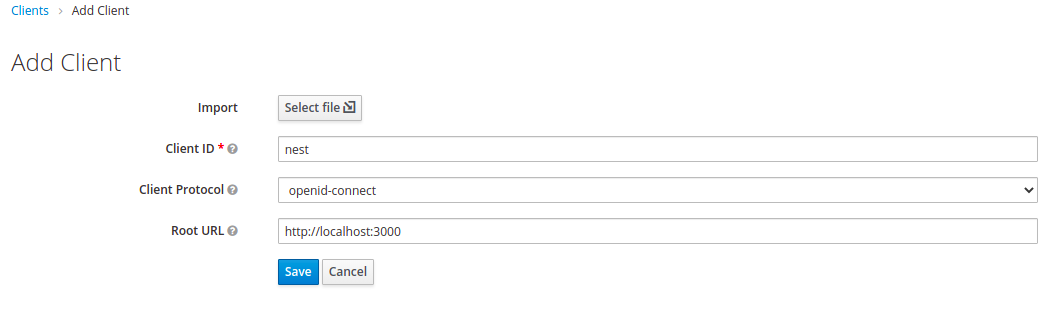 Clients > Add Client
Add Client
Import Select file
Client ID * nest
Client Protocol openid-connect
Root URL http://localhost:3000
Save Cancel